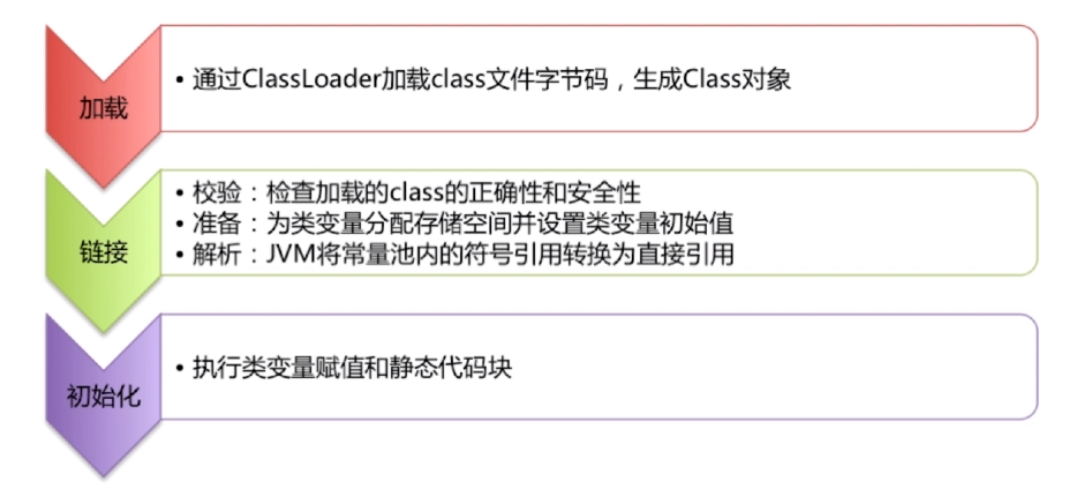 加载
• 通过ClassLoader加载class文件字节码，生成Class对象
链接
• 校验：检查加载的class的正确性和安全性
• 准备：为类变量分配存储空间并设置类变量初始值
• 解析：JVM将常量池内的符号引用转换为直接引用
初始化
• 执行类变量赋值和静态代码块